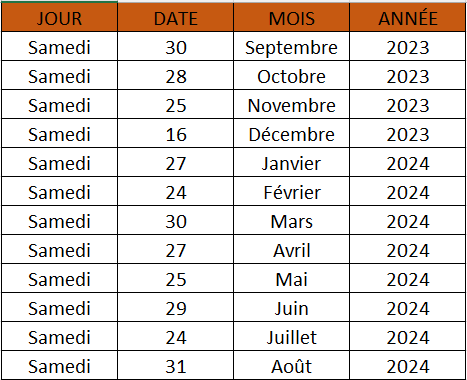 JOUR DATE MOIS ANNÉE
Samedi 30 Septembre 2023
Samedi 28 Octobre 2023
Samedi 25 Novembre 2023
Samedi 16 Décembre 2023
Samedi 27 Janvier 2024
Samedi 24 Février 2024
Samedi 30 Mars 2024
Samedi 27 Avril 2024
Samedi 25 Mai 2024
Samedi 29 Juin 2024
Samedi 24 Juillet 2024
Samedi 31 Août 2024